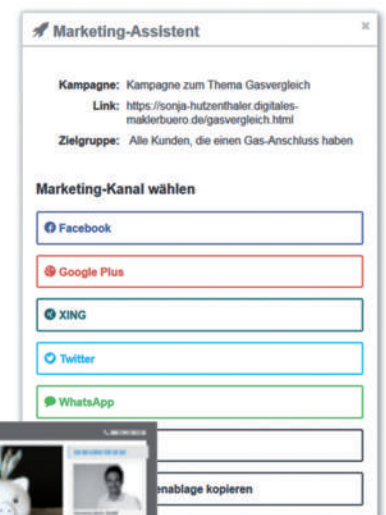 Marketing-Assistent
Kampagne: Kampagne zum Thema Gasvergleich
Link: https://sonja-hutzenthaler.digitales-
maklerbuero.de/gasvergleich.html
Zielgruppe: Alle Kunden, die einen Gas-Anschluss haben
Marketing-Kanal wählen
Facebook
Google Plus
XING
Twitter
WhatsApp
enablage kopieren